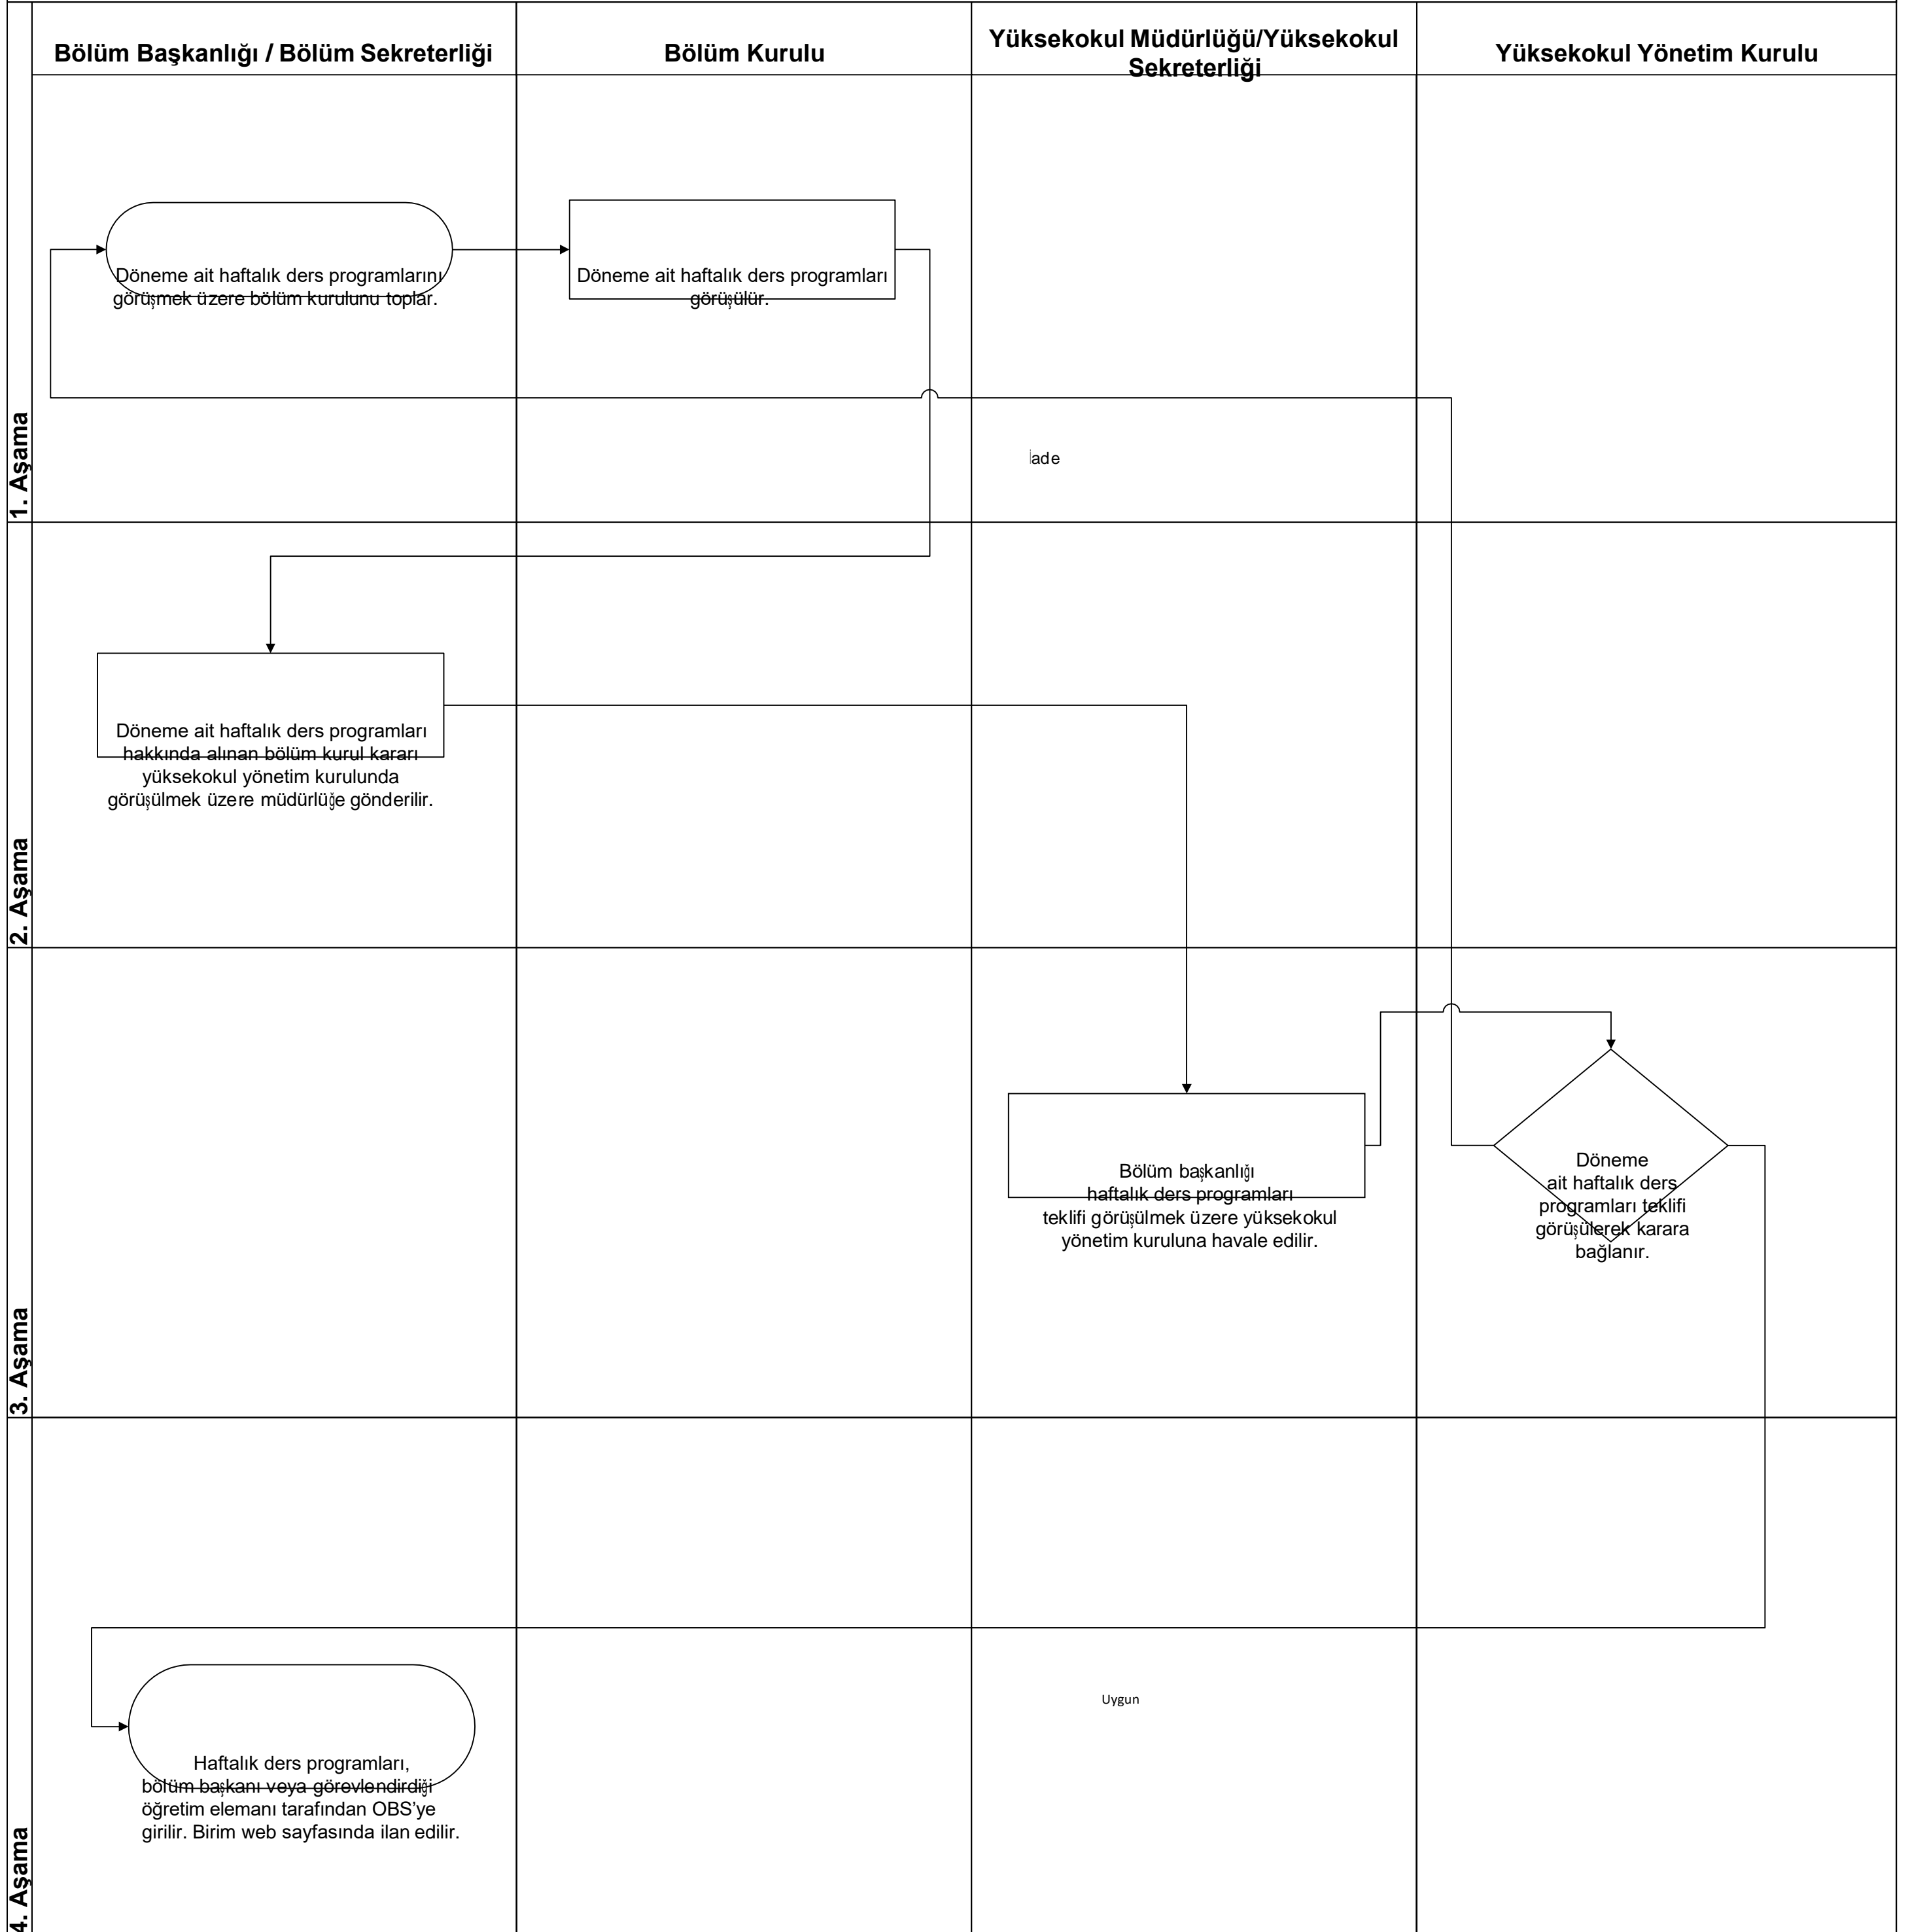 Bölüm Başkanlığı / Bölüm Sekreterliği
Bölüm Kurulu
Yüksekokul Müdürlüğü/Yüksekokul
Sekreterliği
Yüksekokul Yönetim Kurulu
1. Aşama
Döneme ait haftalık ders programlarını
görüşmek üzere bölüm kurulunu toplar.
Döneme ait haftalık ders programları
görüşülür.
İade
2. Aşama
Döneme ait haftalık ders programları
hakkında alınan bölüm kurul kararı
yüksekokul yönetim kurulunda
görüşülmek üzere müdürlüğe gönderilir.
3. Aşama
Bölüm başkanlığı
haftalık ders programları
teklifi görüşülmek üzere yüksekokul
yönetim kuruluna havale edilir.
Döneme
ait haftalık ders
programları teklifi
görüşülerek karara
bağlanır.
4. Aşama
Uygun
Haftalık ders programları,
bölüm başkanı veya görevlendirdiği
öğretim elemanı tarafından OBS’ye
girilir. Birim web sayfasında ilan edilir.